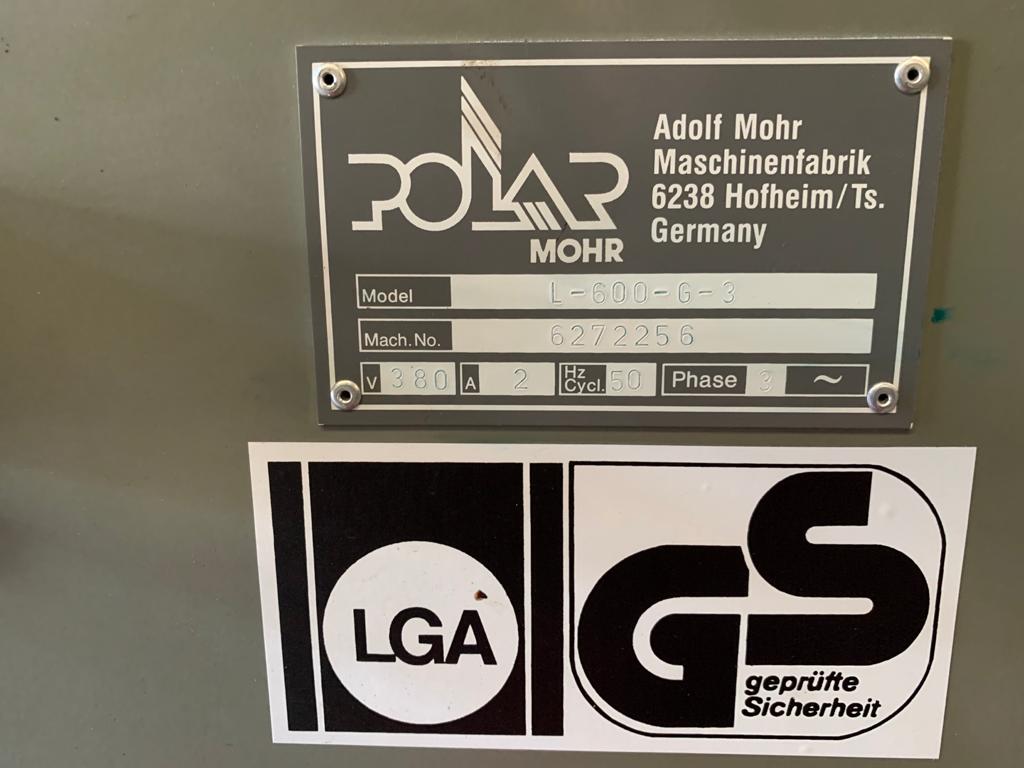 POLAR
MOHR
Adolf Mohr
Maschinenfabrik
6238 Hofheim/Ts.
Germany
Model L-600-G-3
Mach.No. 6272256
V 380 A 2 Hz Cycl. 50 Phase 3 ~
LGA
GS
geprüfte
Sicherheit